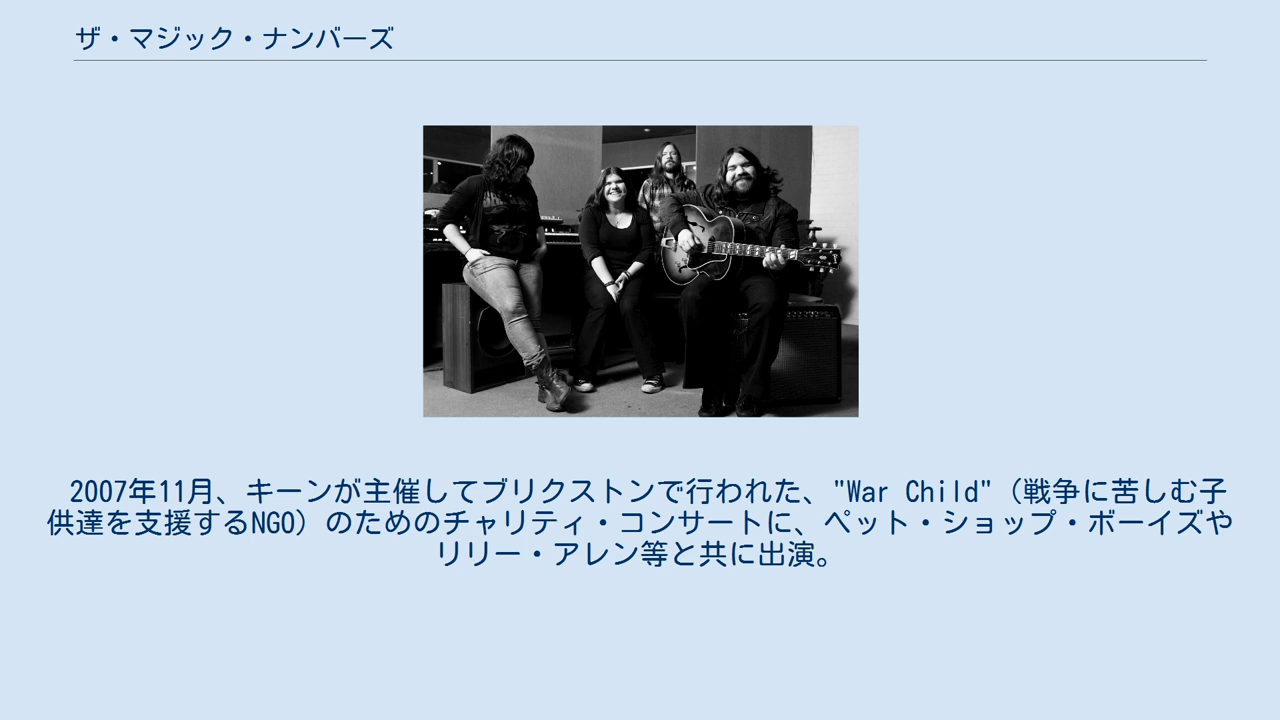 ザ・マジック・ナンバーズ
2007年11月、キーンが主催してブリクストンで行われた、"War Child"（戦争に苦しむ子
供達を支援するNGO）のためのチャリティ・コンサートに、ペット・ショップ・ボーイズや
リリー・アレン等と共に出演。